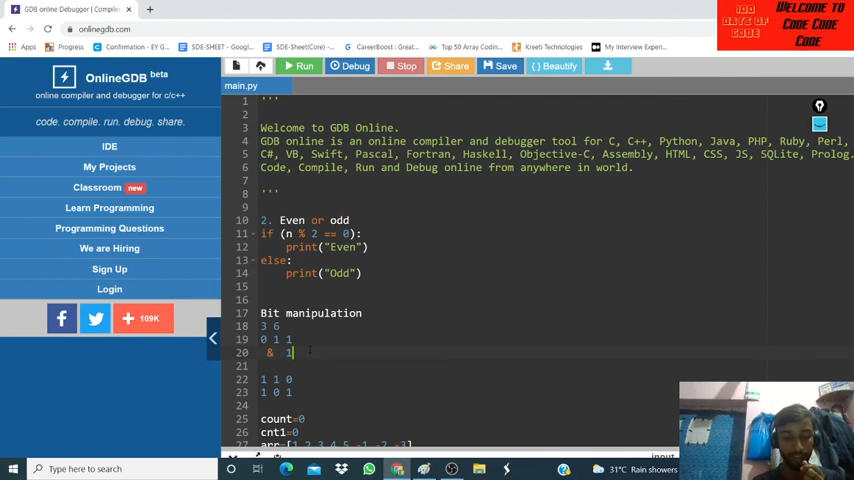 GDB online Debugger | Compiler
onlinegdb.com
Apps
Progress
Confirmation - EY G...
SDE-SHEET - Googl...
SDE-Sheet(Core) - ...
CareerBoost : Great...
Top 50 Array Coding...
Kreeti Technologies
My Interview Exam...
100 DAYS OF CODE
WELCOME TO CODE CODE CODE
OnlineGDB beta
online compiler and debugger for c/c++
code. compile. run. debug. share.
IDE
My Projects
Classroom new
Learn Programming
Programming Questions
We are Hiring
Sign Up
Login
109K
Run
Debug
Stop
Share
Save
{ } Beautify
main.py
1 '''
2
3 Welcome to GDB Online.
4 GDB online is an online compiler and debugger tool for C, C++, Python, Java, PHP, Ruby, Perl,
5 C#, VB, Swift, Pascal, Fortran, Haskell, Objective-C, Assembly, HTML, CSS, JS, SQLite, Prolog.
6 Code, Compile, Run and Debug online from anywhere in world.
7
8 '''
9
10 2. Even or odd
11 if (n % 2 == 0):
12 print("Even")
13 else:
14 print("Odd")
15
16
17 Bit manipulation
18 3 6
19 0 1 1
20 & 1
21
22 1 1 0
23 1 0 1
24
25 count=0
26 cnt1=0
27 arr=[1,2,3,4,5,-1,-2,-3]
input
Type here to search
31°C Rain showers